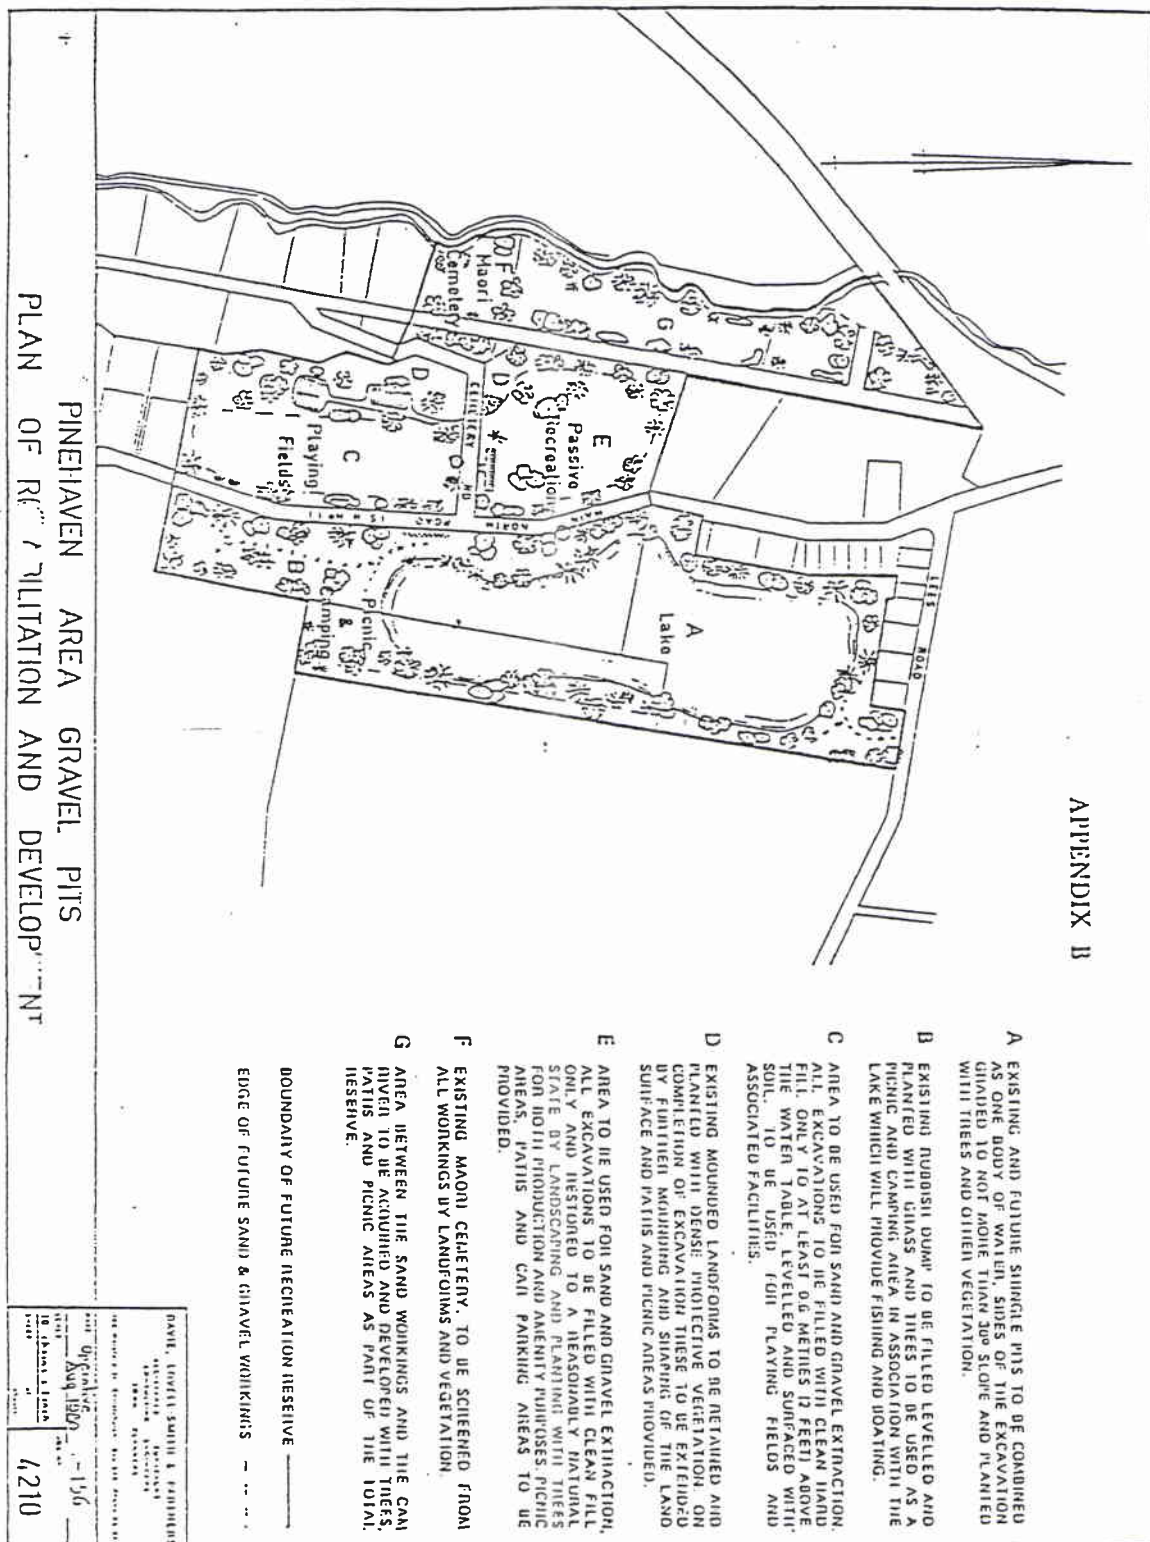 APPENDIX B
A EXISTING AND FUTURE SHINGLE PITS TO BE COMBINED
AS ONE BODY OF WATER, SIDES OF THE EXCAVATION
GRADED TO NOT MORE THAN 30° SLOPE AND PLANTED
WITH TREES AND OTHER VEGETATION.
B EXISTING RUBBISH DUMP TO BE FILLED LEVELLED AND
PLANTED WITH GRASS AND TREES TO BE USED AS A
PICNIC AND CAMPING AREA IN ASSOCIATION WITH THE
LAKE WHICH WILL PROVIDE FISHING AND BOATING.
C AREA TO BE USED FOR SAND AND GRAVEL EXTRACTION.
ALL EXCAVATIONS TO BE FILLED WITH CLEAN HARD
FILL ONLY TO AT LEAST 0.6 METRES (2 FEET) ABOVE
THE WATER TABLE, LEVELLED AND SURFACED WITH
SOIL. TO BE USED FOR PLAYING FIELDS AND
ASSOCIATED FACILITIES.
D EXISTING MOUNDED LANDFORMS TO BE RETAINED AND
PLANTED WITH DENSE PROTECTIVE VEGETATION. ON
COMPLETION OF EXCAVATION THESE TO BE EXTENDED
BY FURTHER MOUNDING AND SHAPING OF THE LAND
SURFACE AND PATHS AND PICNIC AREAS PROVIDED.
E AREA TO BE USED FOR SAND AND GRAVEL EXTRACTION,
ALL EXCAVATIONS TO BE FILLED WITH CLEAN FILL
ONLY AND RESTORED TO A REASONABLY NATURAL
STATE BY LANDSCAPING AND PLANTING WITH TREES
FOR BOTH PRODUCTION AND AMENITY PURPOSES. PICNIC
AREAS, PATHS AND CAR PARKING AREAS TO BE
PROVIDED.
F EXISTING MAORI CEMETERY. TO BE SCREENED FROM
ALL WORKINGS BY LANDFORMS AND VEGETATION.
G AREA BETWEEN THE SAND WORKINGS AND THE CAM
RIVER TO BE ACQUIRED AND DEVELOPED WITH TREES,
PATHS AND PICNIC AREAS AS PART OF THE TOTAL
RESERVE.
BOUNDARY OF FUTURE RECREATION RESERVE
EDGE OF FUTURE SAND & GRAVEL WORKINGS
LEES ROAD
A
Lake
G
E
Passive
Recreation
MAIN NORTH ROAD
F
Maori
Cemetery
D
CEMETERY RD
D
C
Playing
Fields
B
Picnic
&
Camping
PINEHAVEN AREA GRAVEL PITS
PLAN OF AND
DAVIE, LOVELL-SMITH & PARTNERS
Operative
Aug
4210